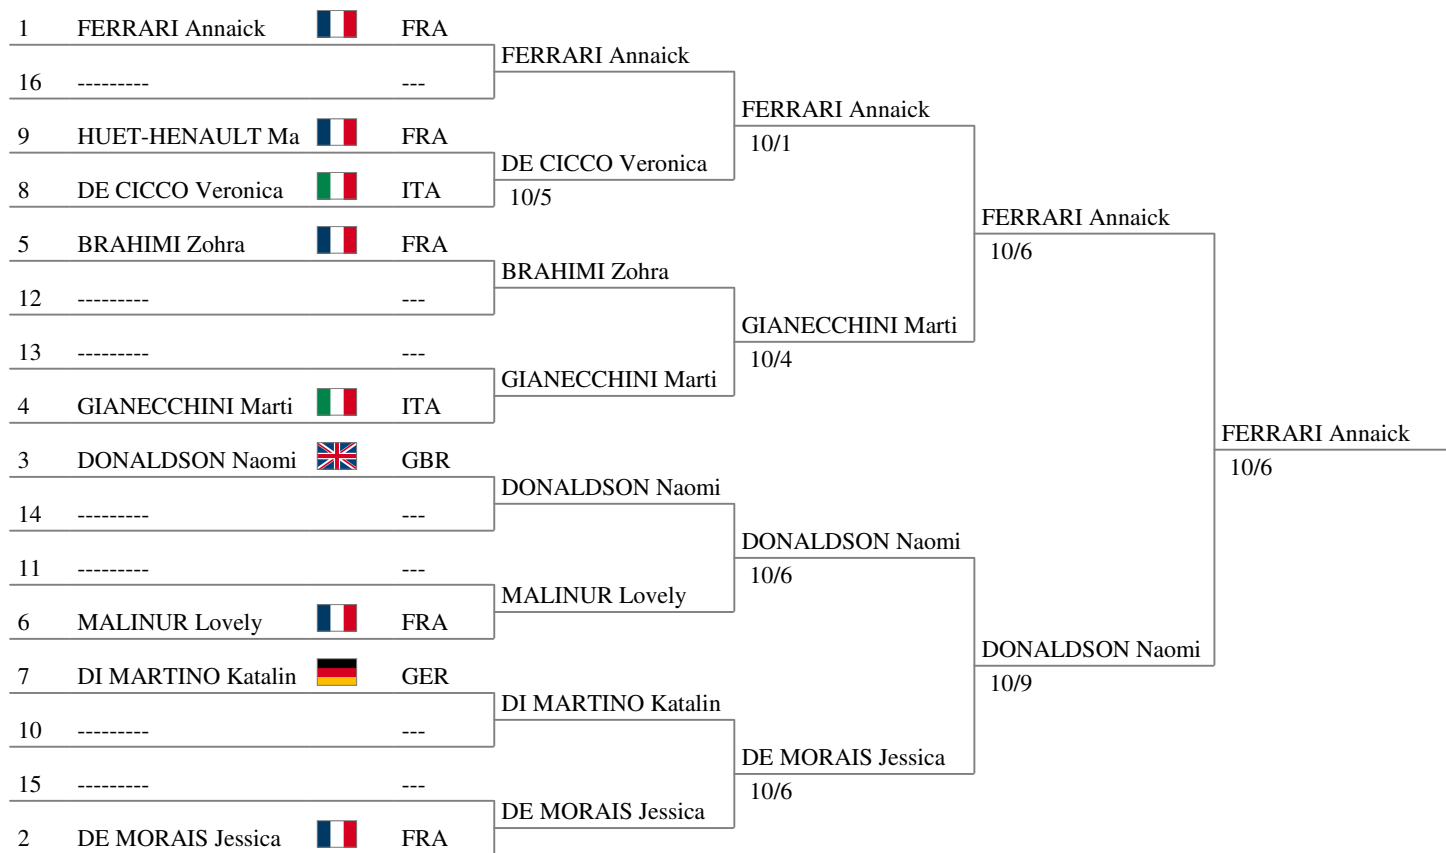 1 FERRARI Annaick FRA
FERRARI Annaick
16 --------- ---
FERRARI Annaick
10/1
9 HUET-HENAULT Ma FRA
DE CICCO Veronica
10/5
8 DE CICCO Veronica ITA
FERRARI Annaick
10/6
5 BRAHIMI Zohra FRA
BRAHIMI Zohra
12 --------- ---
GIANECCHINI Marti
10/4
13 --------- ---
GIANECCHINI Marti
4 GIANECCHINI Marti ITA
FERRARI Annaick
10/6
3 DONALDSON Naomi GBR
DONALDSON Naomi
14 --------- ---
DONALDSON Naomi
10/6
11 --------- ---
MALINUR Lovely
6 MALINUR Lovely FRA
DONALDSON Naomi
10/9
7 DI MARTINO Katalin GER
DI MARTINO Katalin
10 --------- ---
DE MORAIS Jessica
10/6
15 --------- ---
DE MORAIS Jessica
2 DE MORAIS Jessica FRA